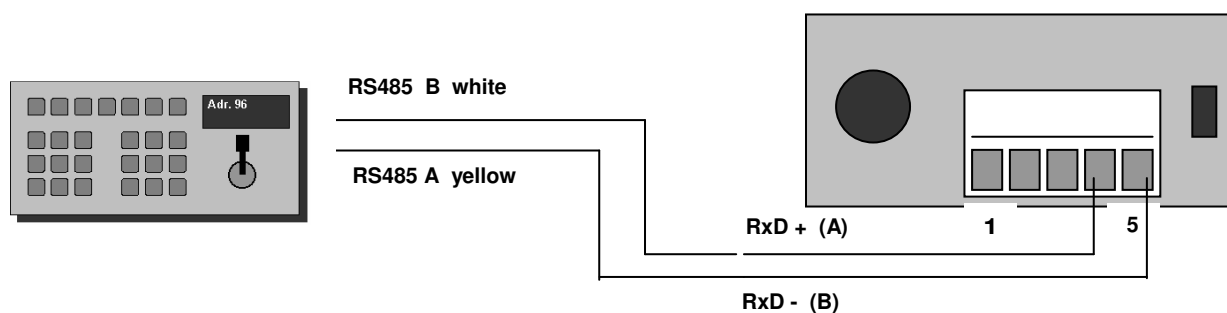 RS485 B white
Adr. 96
RS485 A yellow
RxD + (A)
1
5
RxD - (B)